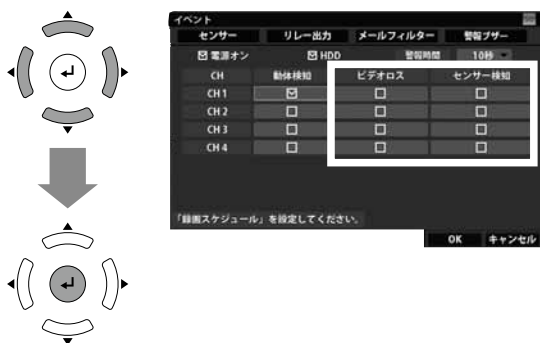 イベント
センサー リレー出力 メールフィルター 警報ブザー
電源オン HDD 警報時間 10秒
CH 動体検知 ビデオロス センサー検知
CH 1
CH 2
CH 3
CH 4
「録画スケジュール」を設定してください。
OK キャンセル